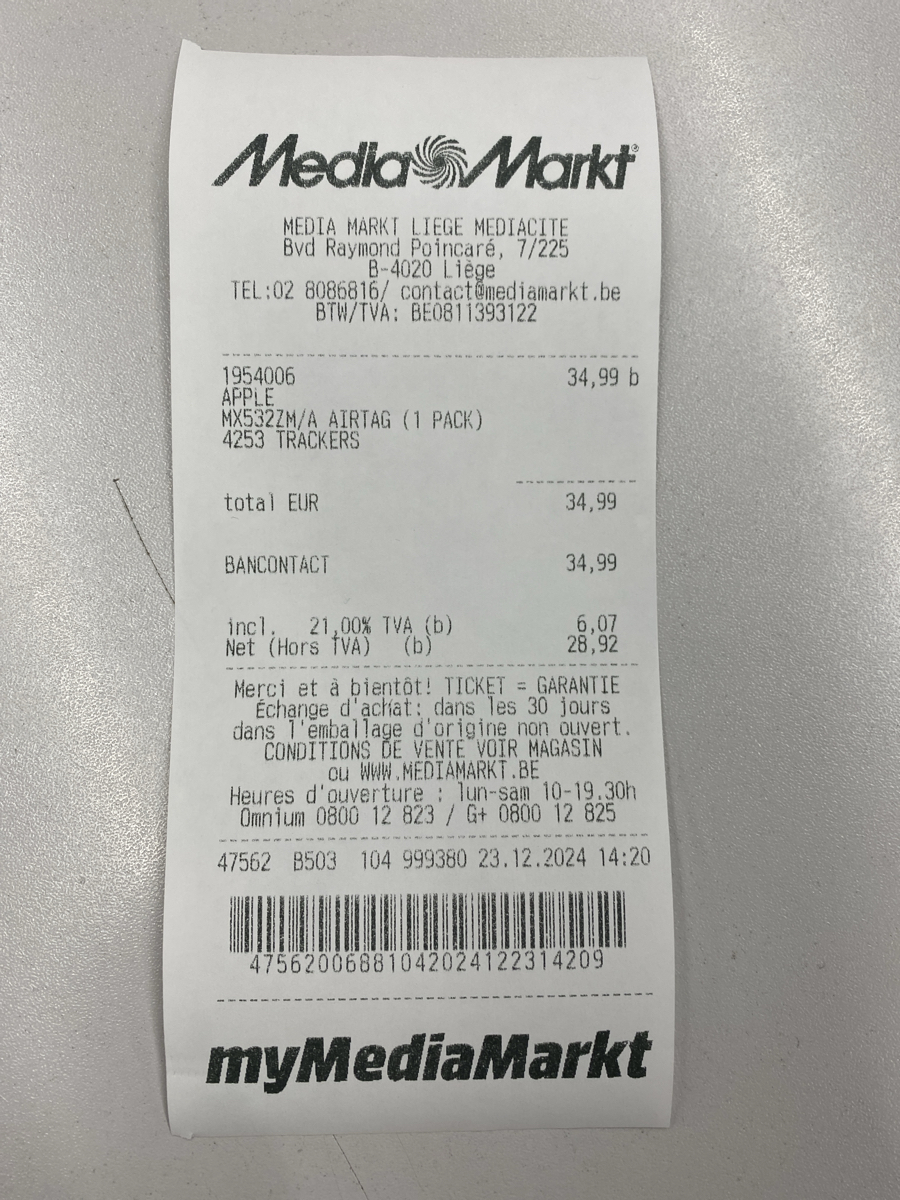 Media Markt®
MEDIA MARKT LIEGE MEDIACITE
Bvd Raymond Poincaré, 7/225
B-4020 Liège
TEL:02 8086816/ contact@mediamarkt.be
BTW/TVA: BE0811393122
1954006 34,99 b
APPLE
MX532ZM/A AIRTAG (1 PACK)
4253 TRACKERS
total EUR 34,99
BANCONTACT 34,99
incl. 21,00% TVA (b) 6,07
Net (Hors TVA) (b) 28,92
Merci et à bientôt! TICKET = GARANTIE
Échange d'achat: dans les 30 jours
dans l'emballage d'origine non ouvert.
CONDITIONS DE VENTE VOIR MAGASIN
ou WWW.MEDIAMARKT.BE
Heures d'ouverture : lun-sam 10-19.30h
Omnium 0800 12 823 / G+ 0800 12 825
47562 B503 104 999380 23.12.2024 14:20
47562006881042024122314209
myMediaMarkt